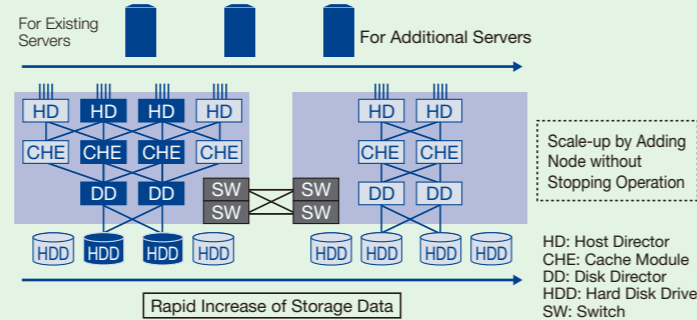 For Existing
Servers
For Additional Servers
HD HD HD HD HD HD
CHE CHE CHE CHE CHE CHE
DD DD DD DD
SW SW
SW SW
HDD HDD HDD HDD HDD HDD HDD HDD
Scale-up by Adding
Node without
Stopping Operation
HD: Host Director
CHE: Cache Module
DD: Disk Director
HDD: Hard Disk Drive
SW: Switch
Rapid Increase of Storage Data